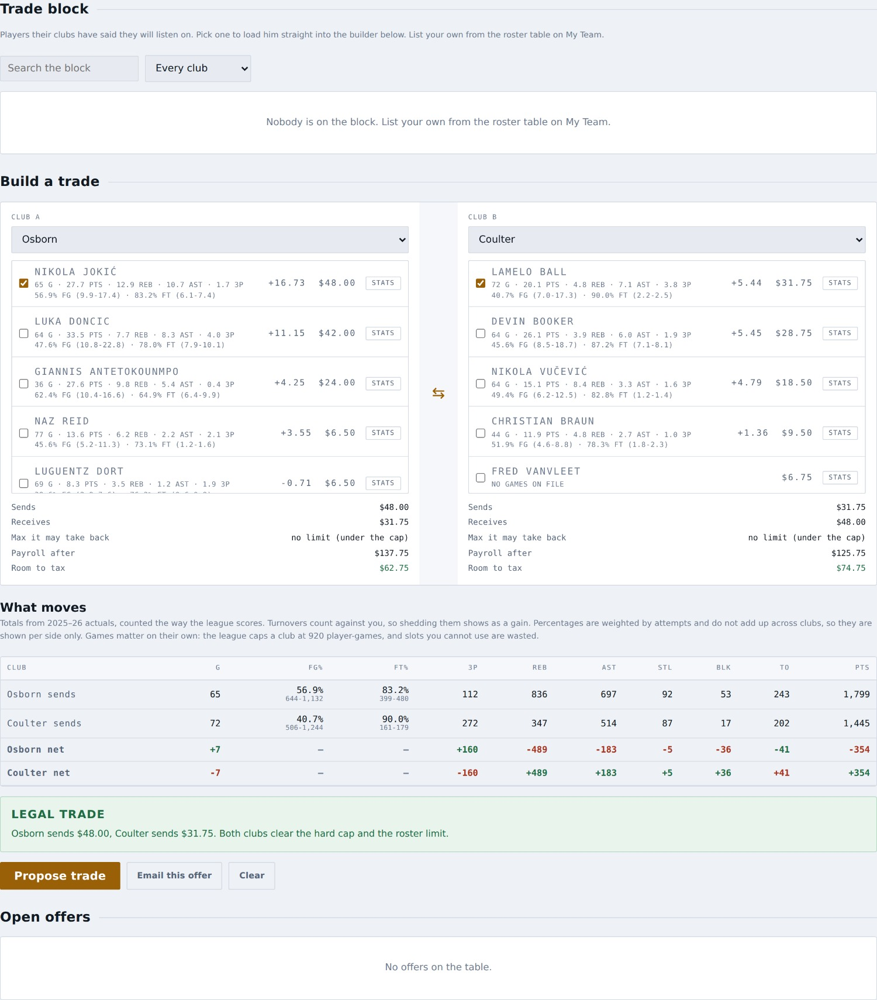 Trade block
Players their clubs have said they will listen on. Pick one to load him straight into the builder below. List your own from the roster table on My Team.
Search the block
Every club
Nobody is on the block. List your own from the roster table on My Team.
Build a trade
CLUB A
Osborn
NIKOLA JOKIĆ
65 G · 27.7 PTS · 12.9 REB · 10.7 AST · 1.7 3P
56.9% FG (9.9-17.4) · 83.2% FT (6.1-7.4)
+16.73 $48.00 STATS
LUKA DONCIC
64 G · 33.5 PTS · 7.7 REB · 8.3 AST · 4.0 3P
47.6% FG (10.8-22.8) · 78.0% FT (7.9-10.1)
+11.15 $42.00 STATS
GIANNIS ANTETOKOUNMPO
36 G · 27.6 PTS · 9.8 REB · 5.4 AST · 0.4 3P
62.4% FG (10.4-16.6) · 64.9% FT (6.4-9.9)
+4.25 $24.00 STATS
NAZ REID
77 G · 13.6 PTS · 6.2 REB · 2.2 AST · 2.1 3P
45.6% FG (5.2-11.3) · 73.1% FT (1.2-1.6)
+3.55 $6.50 STATS
LUGUENTZ DORT
69 G · 8.3 PTS · 3.5 REB · 1.2 AST · 1.9 3P
-0.71 $6.50 STATS
Sends $48.00
Receives $31.75
Max it may take back no limit (under the cap)
Payroll after $137.75
Room to tax $62.75
⇆
CLUB B
Coulter
LAMELO BALL
72 G · 20.1 PTS · 4.8 REB · 7.1 AST · 3.8 3P
40.7% FG (7.0-17.3) · 90.0% FT (2.2-2.5)
+5.44 $31.75 STATS
DEVIN BOOKER
64 G · 26.1 PTS · 3.9 REB · 6.0 AST · 1.9 3P
45.6% FG (8.5-18.7) · 87.2% FT (7.1-8.1)
+5.45 $28.75 STATS
NIKOLA VUČEVIĆ
64 G · 15.1 PTS · 8.4 REB · 3.3 AST · 1.6 3P
49.4% FG (6.2-12.5) · 82.8% FT (1.2-1.4)
+4.79 $18.50 STATS
CHRISTIAN BRAUN
44 G · 11.9 PTS · 4.8 REB · 2.7 AST · 1.0 3P
51.9% FG (4.6-8.8) · 78.3% FT (1.8-2.3)
+1.36 $9.50 STATS
FRED VANVLEET
NO GAMES ON FILE
$6.75 STATS
Sends $31.75
Receives $48.00
Max it may take back no limit (under the cap)
Payroll after $125.75
Room to tax $74.75
What moves
Totals from 2025–26 actuals, counted the way the league scores. Turnovers count against you, so shedding them shows as a gain. Percentages are weighted by attempts and do not add up across clubs, so they are
shown per side only. Games matter on their own: the league caps a club at 920 player-games, and slots you cannot use are wasted.
CLUB G FG% FT% 3P REB AST STL BLK TO PTS
Osborn sends 65 56.9% 83.2% 112 836 697 92 53 243 1,799
644-1,132 399-480
Coulter sends 72 40.7% 90.0% 272 347 514 87 17 202 1,445
506-1,244 161-179
Osborn net +7 — — +160 -489 -183 -5 -36 -41 -354
Coulter net -7 — — -160 +489 +183 +5 +36 +41 +354
LEGAL TRADE
Osborn sends $48.00, Coulter sends $31.75. Both clubs clear the hard cap and the roster limit.
Propose trade
Email this offer
Clear
Open offers
No offers on the table.